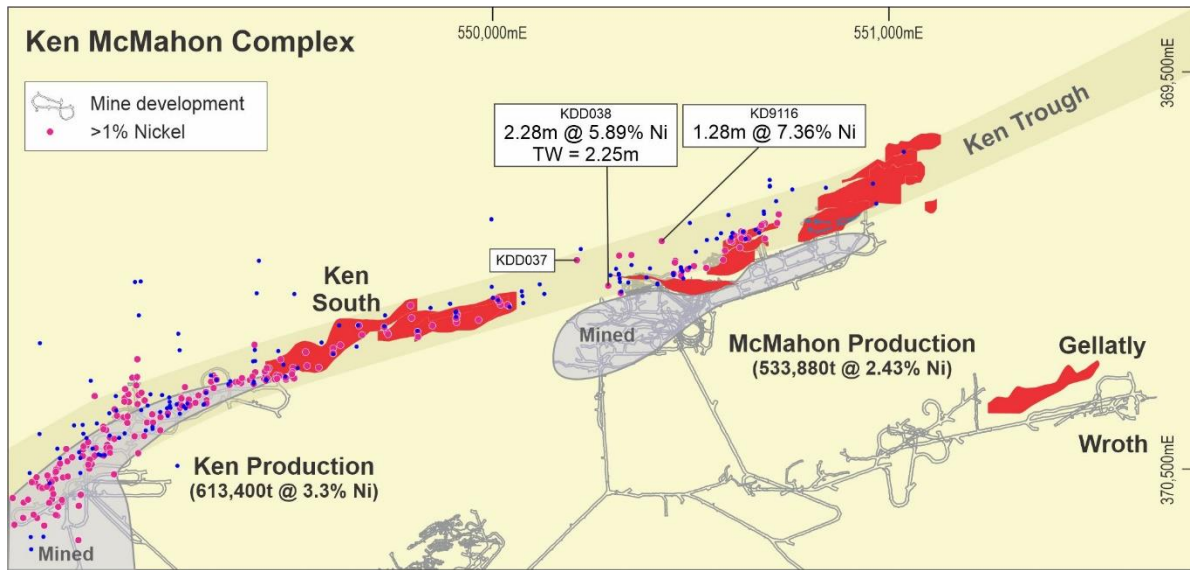 Ken McMahon Complex
Mine development
>1% Nickel
550,000mE
551,000mE
369,500mE
KDD038
2.28m @ 5.89% Ni
TW = 2.25m
KD9116
1.28m @ 7.36% Ni
Ken Trough
KDD037
Ken
South
Mined
McMahon Production
(533,880t @ 2.43% Ni)
Gellatly
Wroth
Ken Production
(613,400t @ 3.3% Ni)
370,500mE
Mined